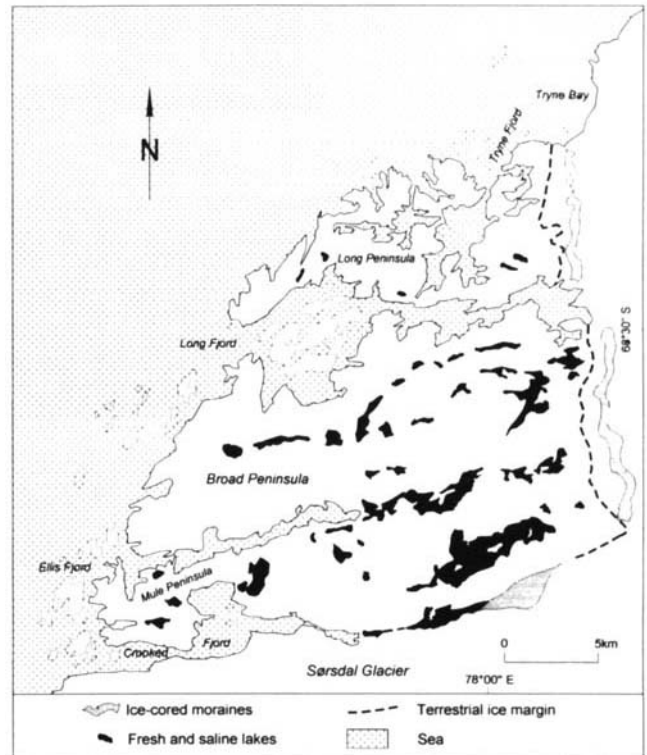 Tryne Bay
Tryne Fjord
N
Long Peninsula
Long Fjord
68°30" S
Broad Peninsula
Ellis Fjord
Mule Peninsula
Crooked Fjord
0 5km
Sørsdal Glacier
78°00" E
Ice-cored moraines
Terrestrial ice margin
Fresh and saline lakes
Sea